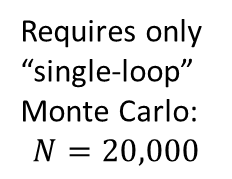 Requires only
“single-loop”
Monte Carlo:
N = 20,000